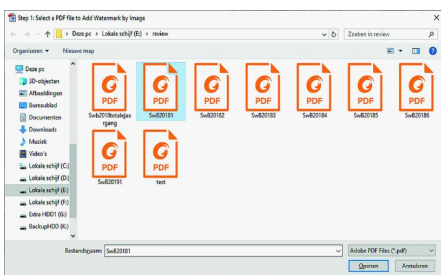 Step 1: Select a PDF file to Add Watermark by Image
Deze pc > Lokale schijf (E:) > review
Zoeken in review
Organiseren
Nieuwe map
Deze pc
3D-objecten
Afbeeldingen
Bureaublad
Documenten
Downloads
Muziek
Video's
Lokale schijf (C:)
Lokale schijf (D:)
Lokale schijf (E:)
Lokale schijf (F:)
Extra HDD1 (G:)
BackupHDD (K:)
PDF
PDF
PDF
PDF
PDF
PDF
PDF
Swb2018totalejaa
rgang
SwB20181
SwB20182
SwB20183
SwB20184
SwB20185
SwB20186
PDF
PDF
SwB20191
test
Bestandsnaam: SwB20181
Adobe PDF Files (*.pdf)
Openen
Annuleren